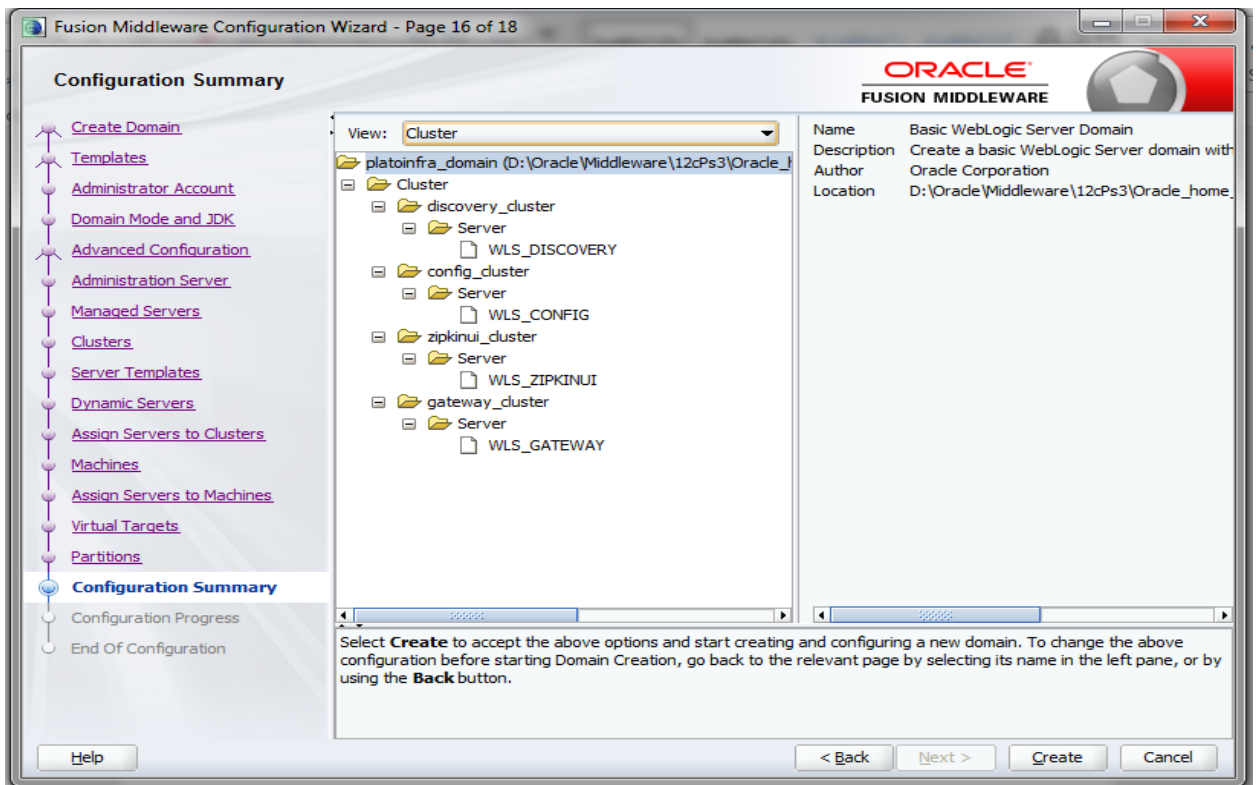 Fusion Middleware Configuration Wizard - Page 16 of 18
Configuration Summary
ORACLE
FUSION MIDDLEWARE
Create Domain
Templates
Administrator Account
Domain Mode and JDK
Advanced Configuration
Administration Server
Managed Servers
Clusters
Server Templates
Dynamic Servers
Assign Servers to Clusters
Machines
Assign Servers to Machines
Virtual Targets
Partitions
Configuration Summary
Configuration Progress
End Of Configuration
View: Cluster
platoinfra_domain (D:\Oracle\Middleware\12cPs3\Oracle_h
Cluster
discovery_cluster
Server
WLS_DISCOVERY
config_cluster
Server
WLS_CONFIG
zipkinui_cluster
Server
WLS_ZIPKINUI
gateway_cluster
Server
WLS_GATEWAY
Name Basic WebLogic Server Domain
Description Create a basic WebLogic Server domain with
Author Oracle Corporation
Location D:\Oracle\Middleware\12cPs3\Oracle_home_
Select Create to accept the above options and start creating and configuring a new domain. To change the above
configuration before starting Domain Creation, go back to the relevant page by selecting its name in the left pane, or by
using the Back button.
Help
< Back
Next >
Create
Cancel